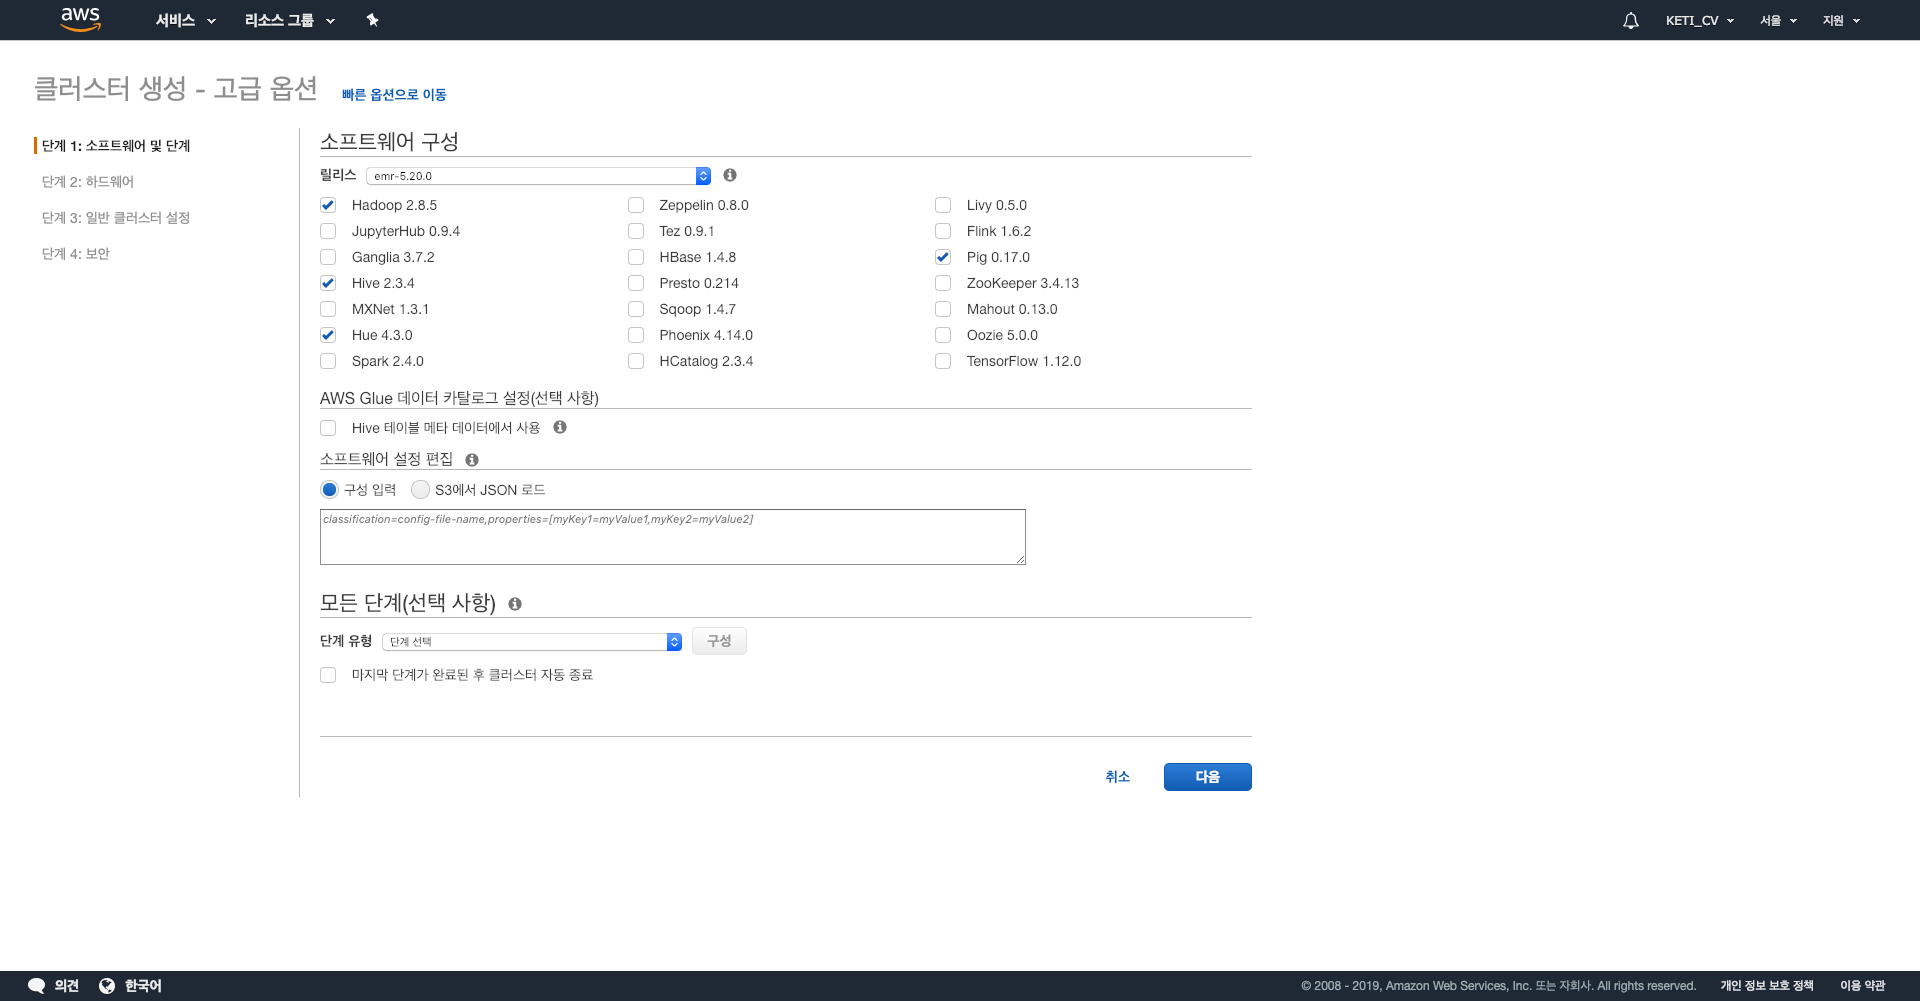 aws 서비스 리소스 그룹 KETI_CV 서울 지원
클러스터 생성 - 고급 옵션 빠른 옵션으로 이동
단계 1: 소프트웨어 및 단계
단계 2: 하드웨어
단계 3: 일반 클러스터 설정
단계 4: 보안
소프트웨어 구성
릴리스 emr-5.20.0
Hadoop 2.8.5 Zeppelin 0.8.0 Livy 0.5.0
JupyterHub 0.9.4 Tez 0.9.1 Flink 1.6.2
Ganglia 3.7.2 HBase 1.4.8 Pig 0.17.0
Hive 2.3.4 Presto 0.214 ZooKeeper 3.4.13
MXNet 1.3.1 Sqoop 1.4.7 Mahout 0.13.0
Hue 4.3.0 Phoenix 4.14.0 Oozie 5.0.0
Spark 2.4.0 HCatalog 2.3.4 TensorFlow 1.12.0
AWS Glue 데이터 카탈로그 설정(선택 사항)
Hive 테이블 메타 데이터에서 사용
소프트웨어 설정 편집
구성 입력 S3에서 JSON 로드
classification=config-file-name,properties=[myKey1=myValue1,myKey2=myValue2]
모든 단계(선택 사항)
단계 유형 단계 선택 구성
마지막 단계가 완료된 후 클러스터 자동 종료
취소 다음
의견 한국어 © 2008 - 2019, Amazon Web Services, Inc. 또는 자회사. All rights reserved. 개인 정보 보호 정책 이용 약관